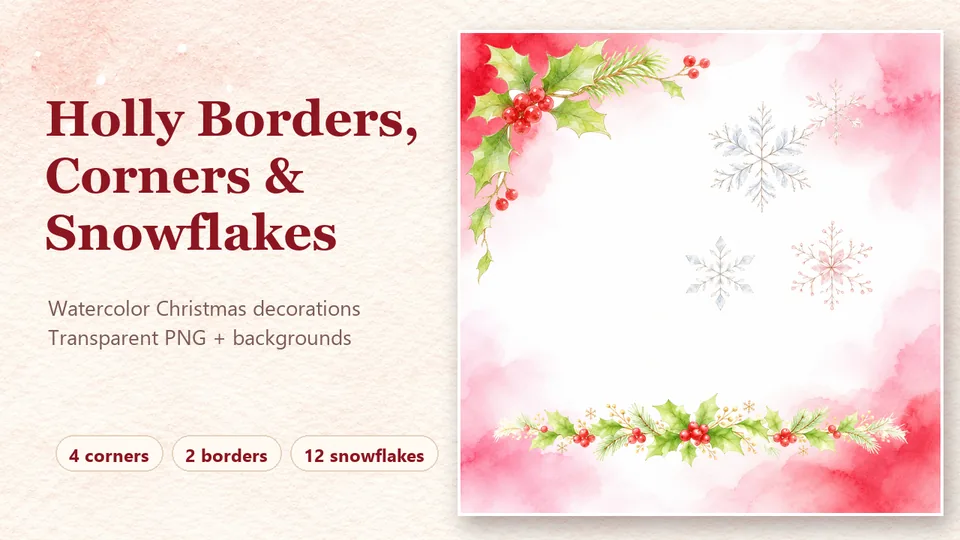 Holly Borders,
Corners &
Snowflakes
Watercolor Christmas decorations
Transparent PNG + backgrounds
4 corners
2 borders
12 snowflakes